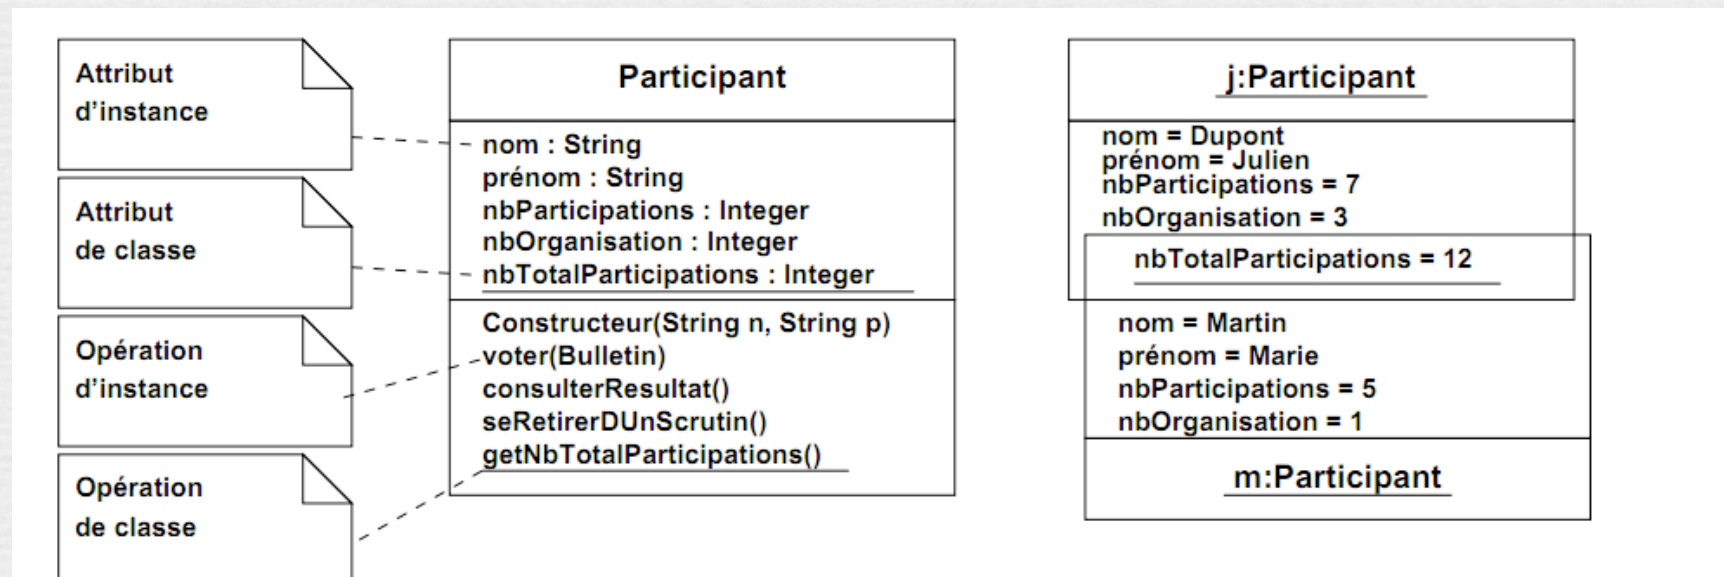 Attribut
d'instance
Attribut
de classe
Opération
d'instance
Opération
de classe
Participant
nom : String
prénom : String
nbParticipations : Integer
nbOrganisation : Integer
nbTotalParticipations : Integer
Constructeur(String n, String p)
voter(Bulletin)
consulterResultat()
seRetirerDUnScrutin()
getNbTotalParticipations()
j:Participant
nom = Dupont
prénom = Julien
nbParticipations = 7
nbOrganisation = 3
nbTotalParticipations = 12
nom = Martin
prénom = Marie
nbParticipations = 5
nbOrganisation = 1
m:Participant